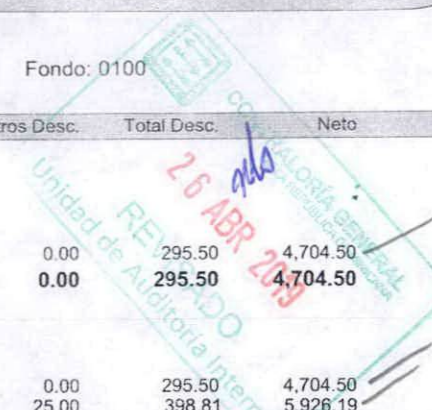 Fondo: 0100
ros Desc. Total Desc. Neto
CONTRALORÍA GENERAL
26 ABR 2019
REVISADO
Unidad de Auditoría Intern
0.00 295.50 4,704.50
0.00 295.50 4,704.50
0.00 295.50 4,704.50
25.00 398.81 5,926.19